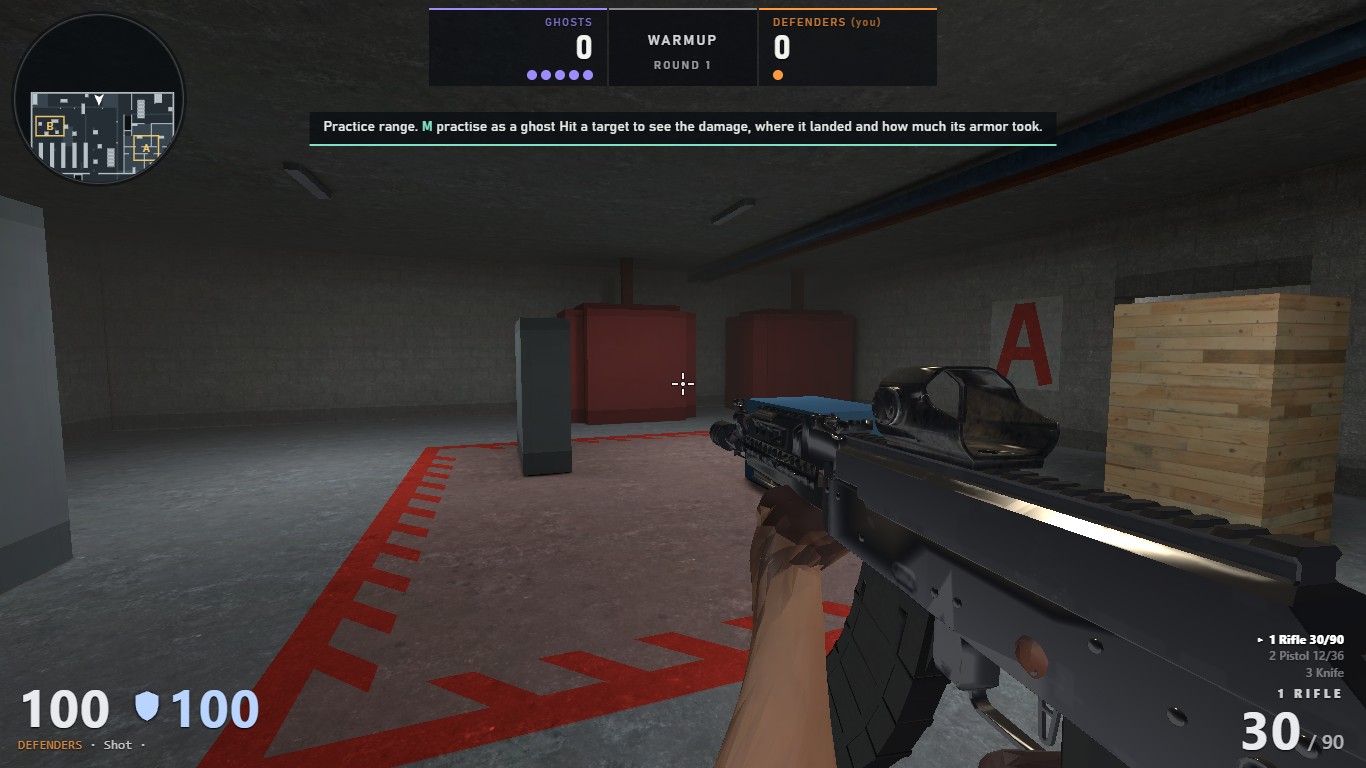 GHOSTS
0
WARMUP
ROUND 1
DEFENDERS (you)
0
B
A
Practice range. M practise as a ghost Hit a target to see the damage, where it landed and how much its armor took.
A
1 Rifle 30/90
2 Pistol 12/36
3 Knife
1 RIFLE
30 / 90
100 100
DEFENDERS · Shot ·